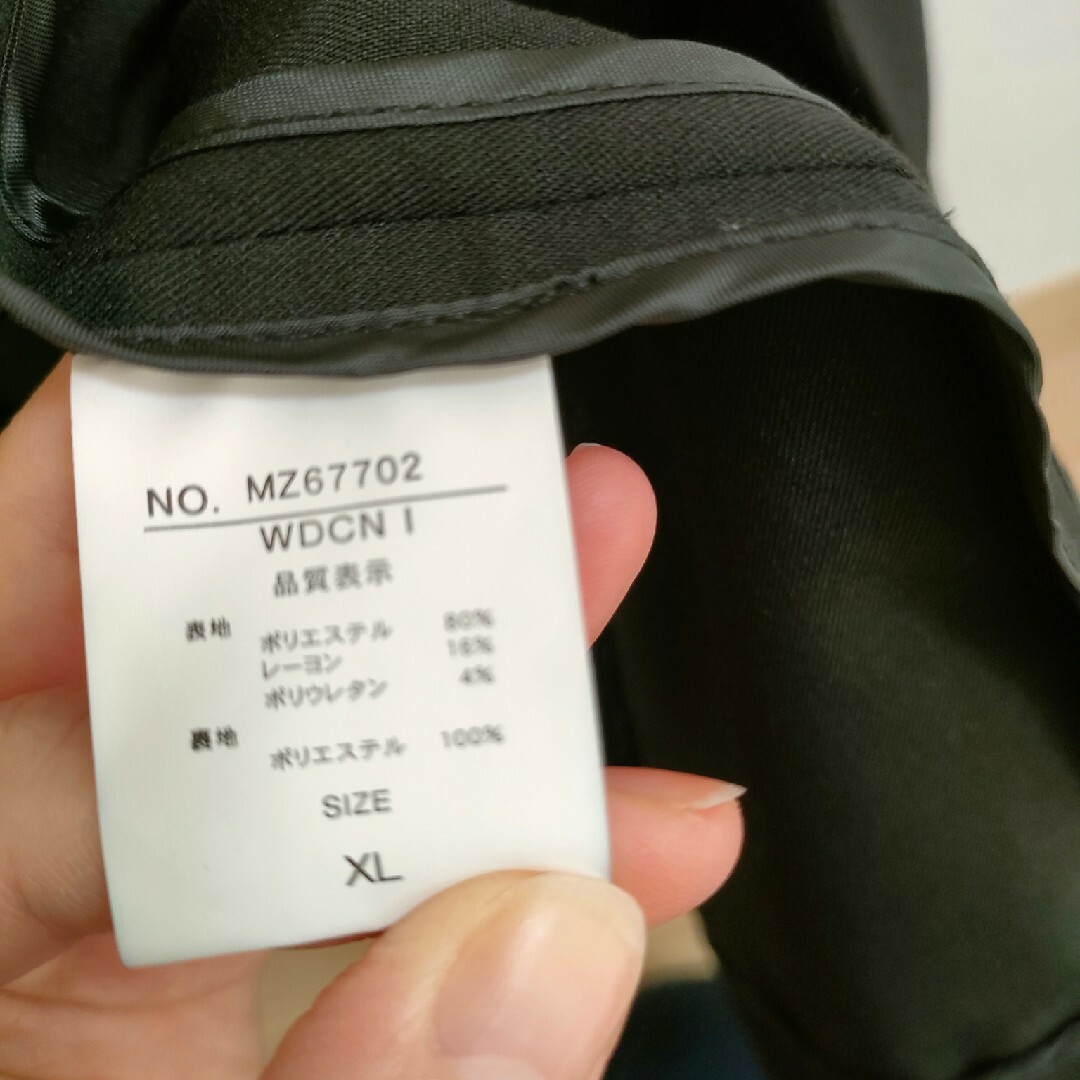 NO. MZ67702
WDCN I
品質表示
表地 ポリエステル 80%
レーヨン 16%
ポリウレタン 4%
裏地 ポリエステル 100%
SIZE
XL